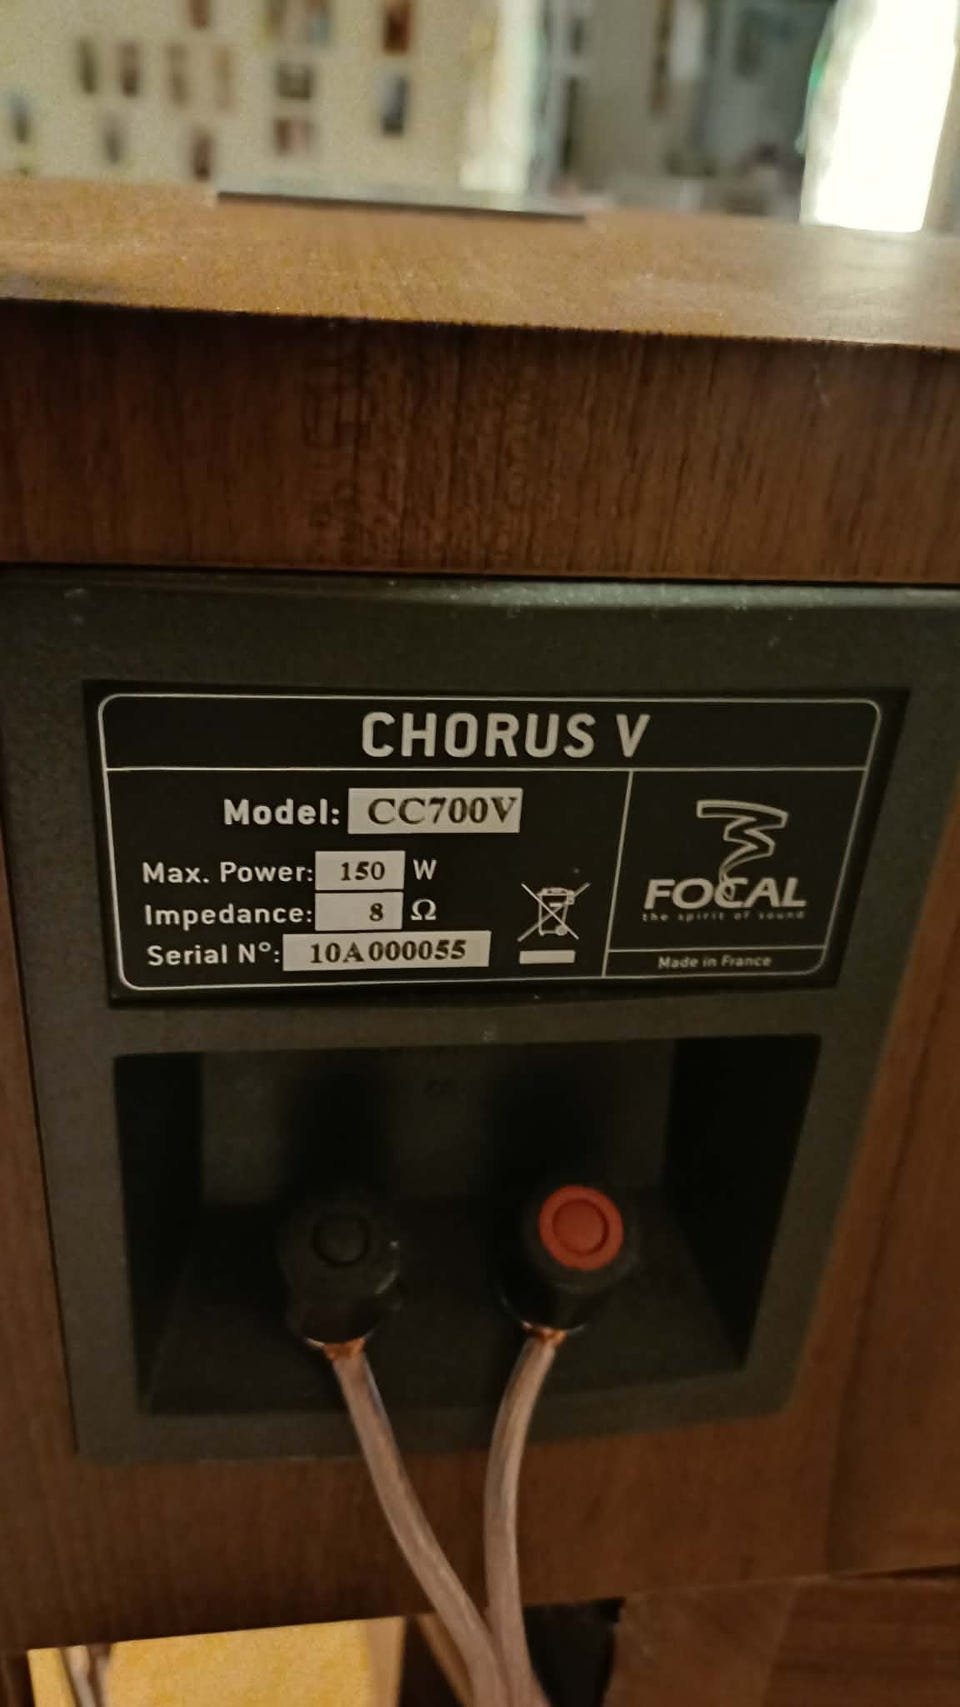 CHORUS V
Model: CC700V
Max. Power: 150 W
Impedance: 8 Ω
Serial N°: 10A000055
FOCAL
the spirit of sound
Made in France